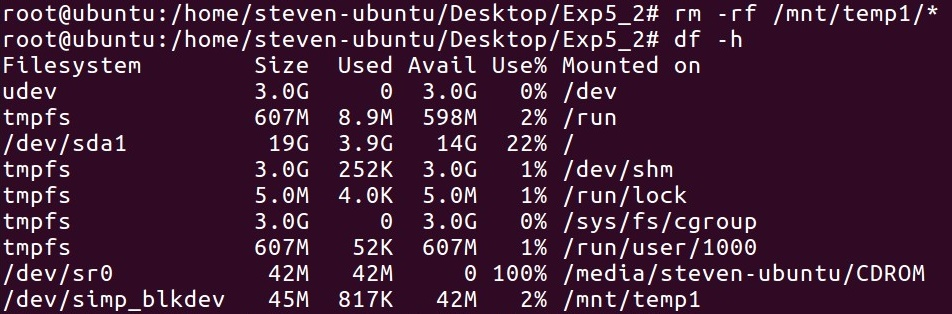 root@ubuntu:/home/steven-ubuntu/Desktop/Exp5_2# rm -rf /mnt/temp1/*
root@ubuntu:/home/steven-ubuntu/Desktop/Exp5_2# df -h
Filesystem        Size  Used Avail Use% Mounted on
udev              3.0G     0  3.0G   0% /dev
tmpfs             607M  8.9M  598M   2% /run
/dev/sda1          19G  3.9G   14G  22% /
tmpfs             3.0G  252K  3.0G   1% /dev/shm
tmpfs             5.0M  4.0K  5.0M   1% /run/lock
tmpfs             3.0G     0  3.0G   0% /sys/fs/cgroup
tmpfs             607M   52K  607M   1% /run/user/1000
/dev/sr0           42M   42M     0 100% /media/steven-ubuntu/CDROM
/dev/simp_blkdev   45M  817K   42M   2% /mnt/temp1